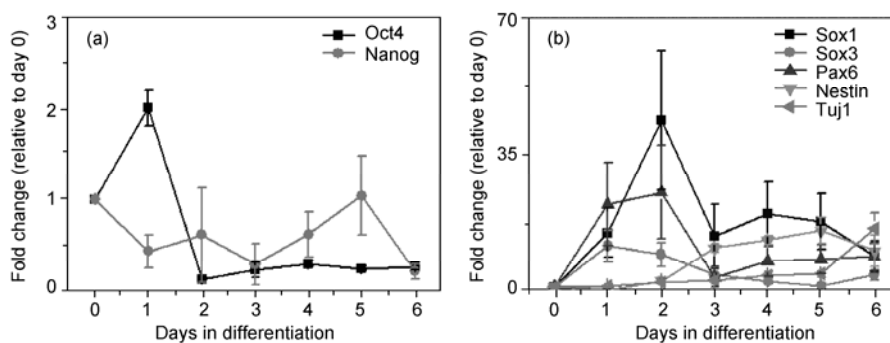 (a)
Oct4
Nanog
Fold change (relative to day 0)
3
2
1
0
0 1 2 3 4 5 6
Days in differentiation
(b)
Sox1
Sox3
Pax6
Nestin
Tuj1
Fold change (relative to day 0)
70
35
0
0 1 2 3 4 5 6
Days in differentiation